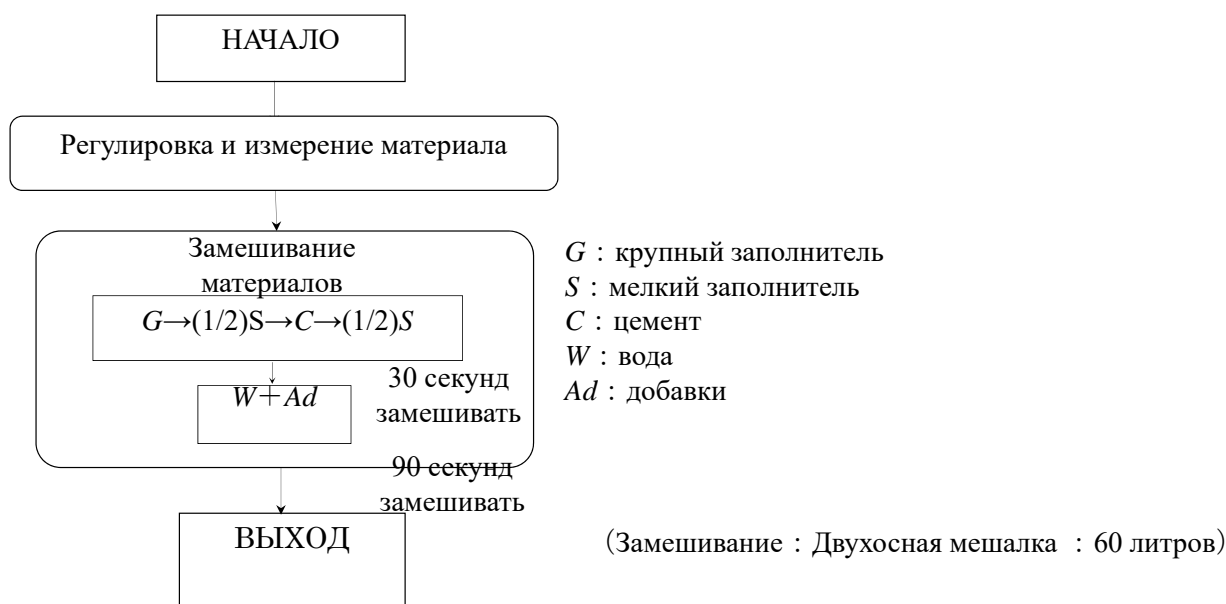 НАЧАЛО
Регулировка и измерение материала
Замешивание
материалов
G→(1/2)S→C→(1/2)S
30 секунд
замешивать
W＋Ad
90 секунд
замешивать
ВЫХОД
G：крупный заполнитель
S：мелкий заполнитель
C：цемент
W：вода
Ad：добавки
（Замешивание：Двухосная мешалка ：60 литров）